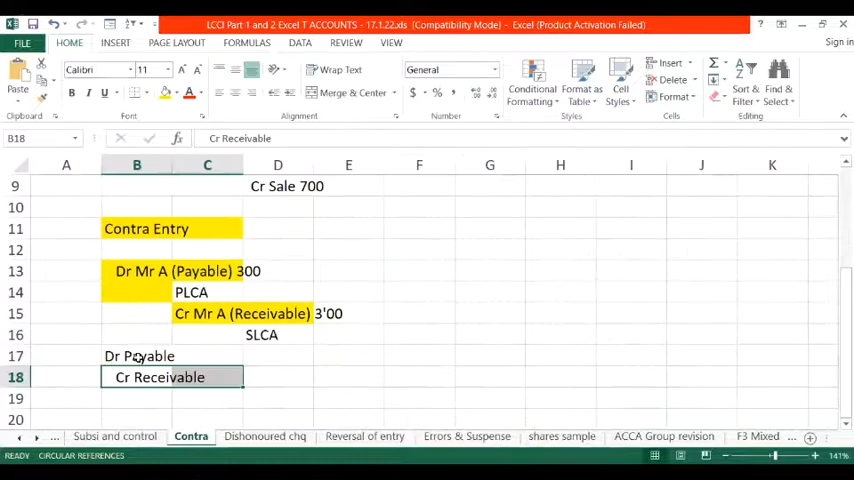 LCCI Part 1 and 2 Excel T ACCOUNTS - 17.1.22.xls [Compatibility Mode] - Excel (Product Activation Failed)
FILE HOME INSERT PAGE LAYOUT FORMULAS DATA REVIEW VIEW Sign in
Paste
Calibri 11
B I U
Wrap Text
Merge & Center
General
$ % ,
Conditional Formatting
Format as Table
Cell Styles
Insert
Delete
Format
Sort & Filter
Find & Select
Clipboard Font Alignment Number Styles Cells Editing
B18 fx Cr Receivable
A B C D E F G H I J K
9 Cr Sale 700
10
11 Contra Entry
12
13 Dr Mr A (Payable) 300
14 PLCA
15 Cr Mr A (Receivable) 3'00
16 SLCA
17 Dr Payable
18 Cr Receivable
19
20
... Subsi and control Contra Dishonoured chq Reversal of entry Errors & Suspense shares sample ACCA Group revision F3 Mixed ...
READY CIRCULAR REFERENCES 141%